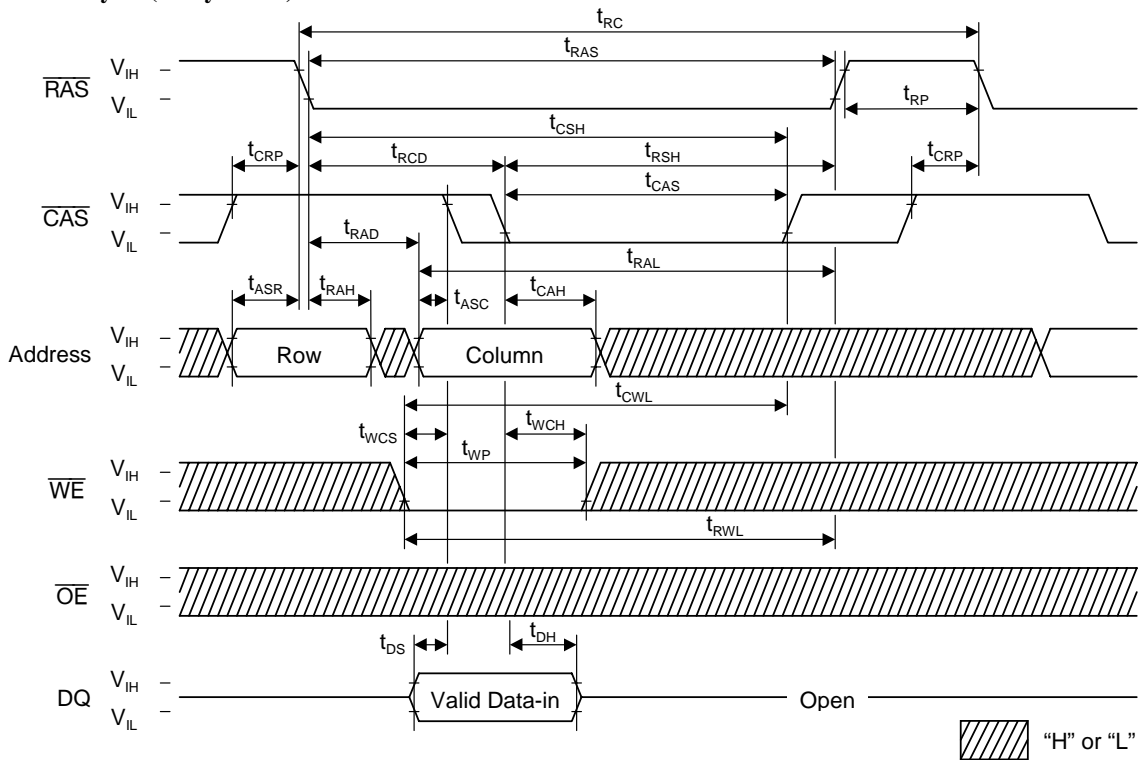 tRC
tRAS
RAS
VIH
VIL
tRP
tCSH
tCRP
tRCD
tRSH
tCRP
tCAS
CAS
VIH
VIL
tRAD
tRAL
tASR
tRAH
tASC
tCAH
Address
VIH
VIL
Row
Column
tCWL
tWCS
tWCH
tWP
WE
VIH
VIL
tRWL
OE
VIH
VIL
tDS
tDH
DQ
VIH
VIL
Valid Data-in
Open
“H” or “L”